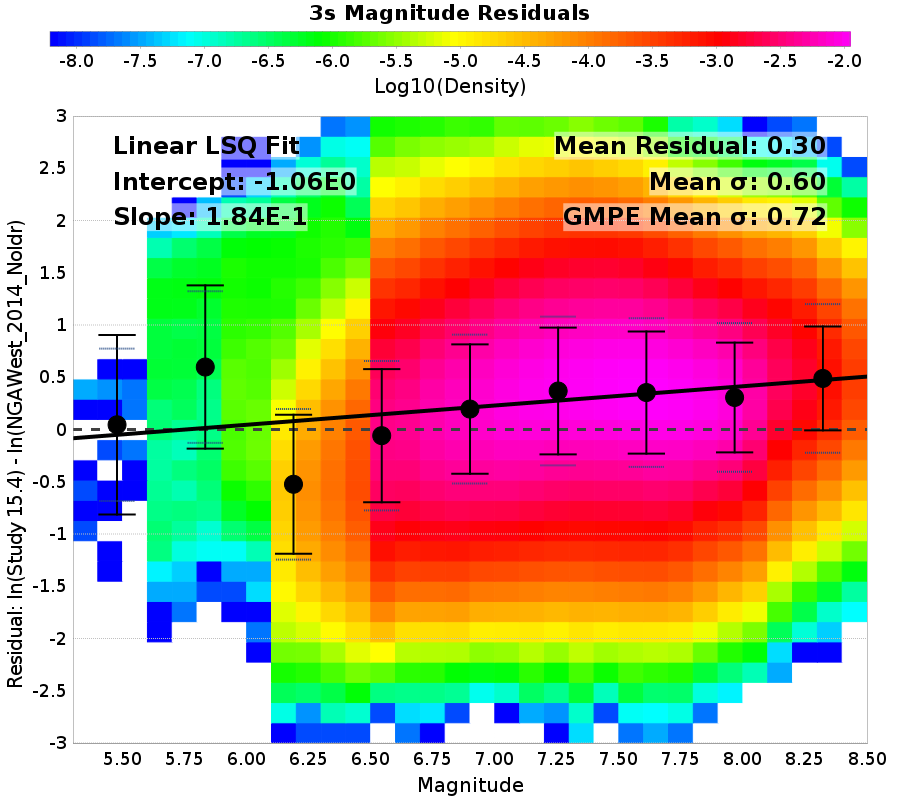 3s Magnitude Residuals
-8.0 -7.5 -7.0 -6.5 -6.0 -5.5 -5.0 -4.5 -4.0 -3.5 -3.0 -2.5 -2.0
Log10(Density)
Linear LSQ Fit
Intercept: -1.06E0
Slope: 1.84E-1
Mean Residual: 0.30
Mean σ: 0.60
GMPE Mean σ: 0.72
Residual: ln(Study 15.4) - ln(NGAWest_2014_NoIdr)
3
2.5
2
1.5
1
0.5
0
-0.5
-1
-1.5
-2
-2.5
-3
5.50 5.75 6.00 6.25 6.50 6.75 7.00 7.25 7.50 7.75 8.00 8.25 8.50
Magnitude